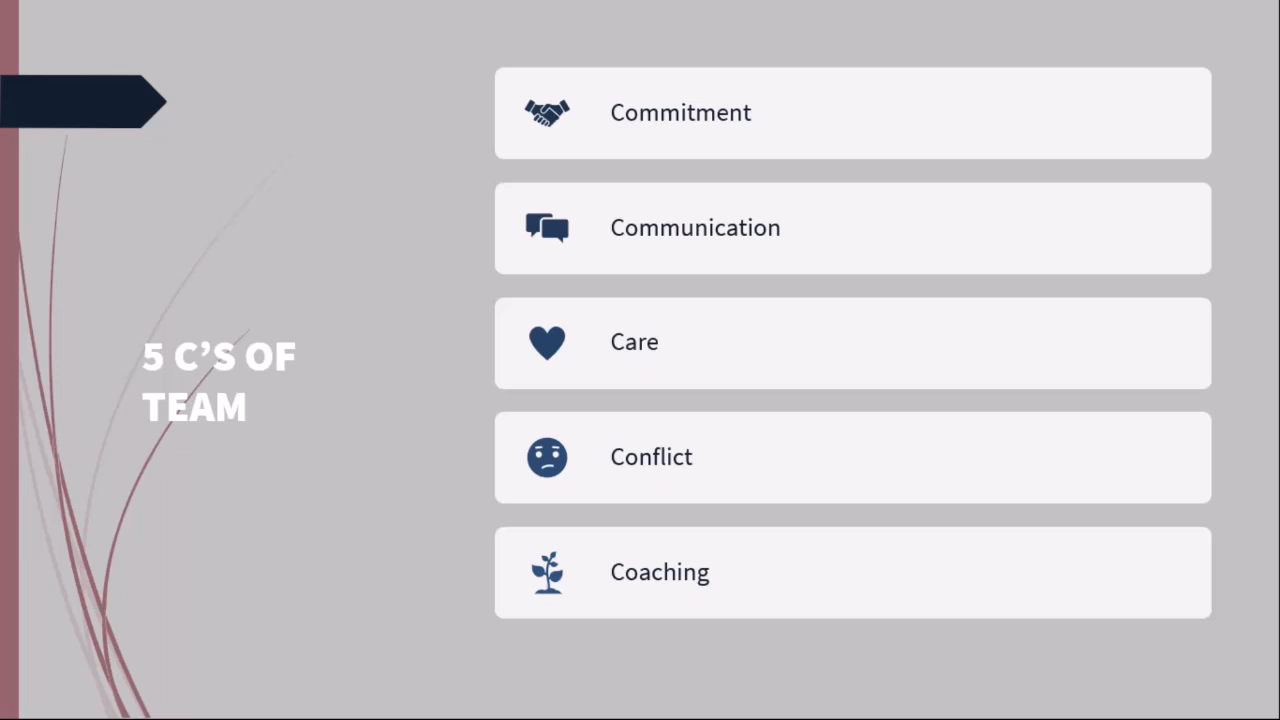 5 C’S OF
TEAM
Commitment
Communication
Care
Conflict
Coaching